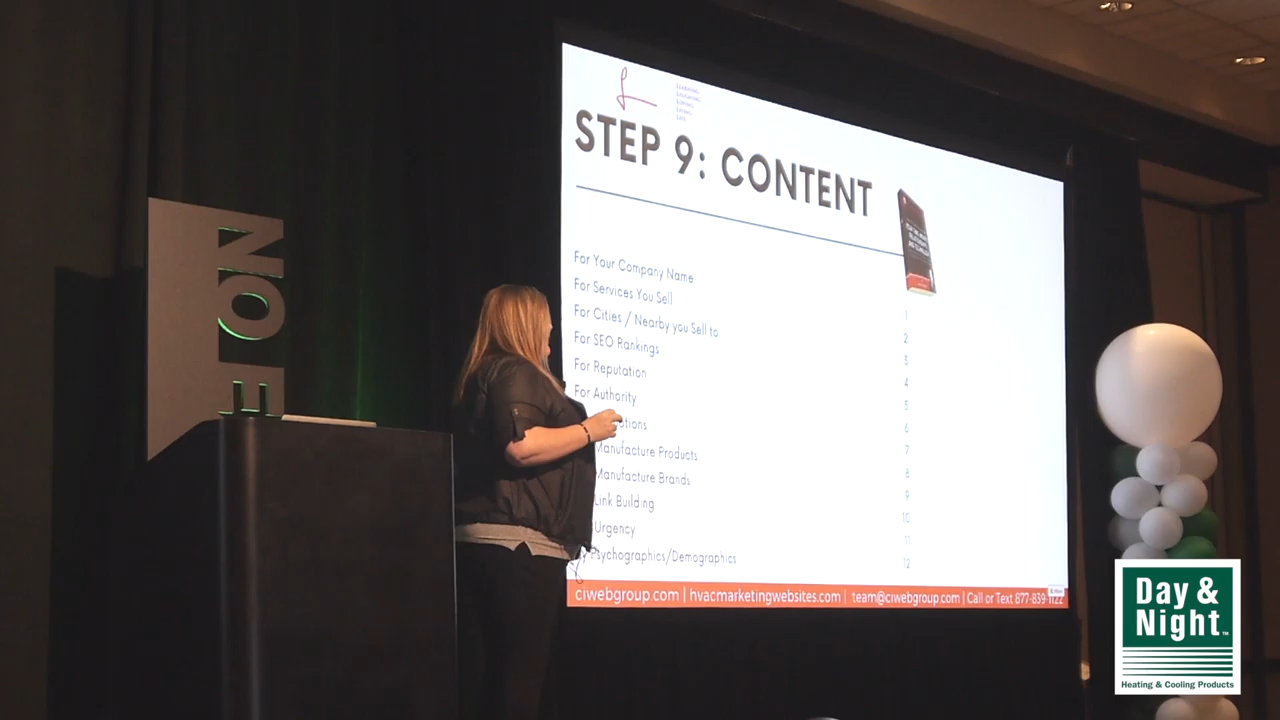 STEP 9: CONTENT
For Your Company Name
For Services You Sell
For Cities / Nearby you Sell to
For SEO Rankings
For Reputation
For Authority
Manufacture Products
Manufacture Brands
Link Building
Urgency
Psychographics/Demographics
1
2
3
4
5
6
7
8
9
10
11
12
ciwebgroup.com | hvacmarketingwebsites.com | team@ciwebgroup.com | Call or Text 877-839-1122
ION
E
Day &
Night™
Heating & Cooling Products